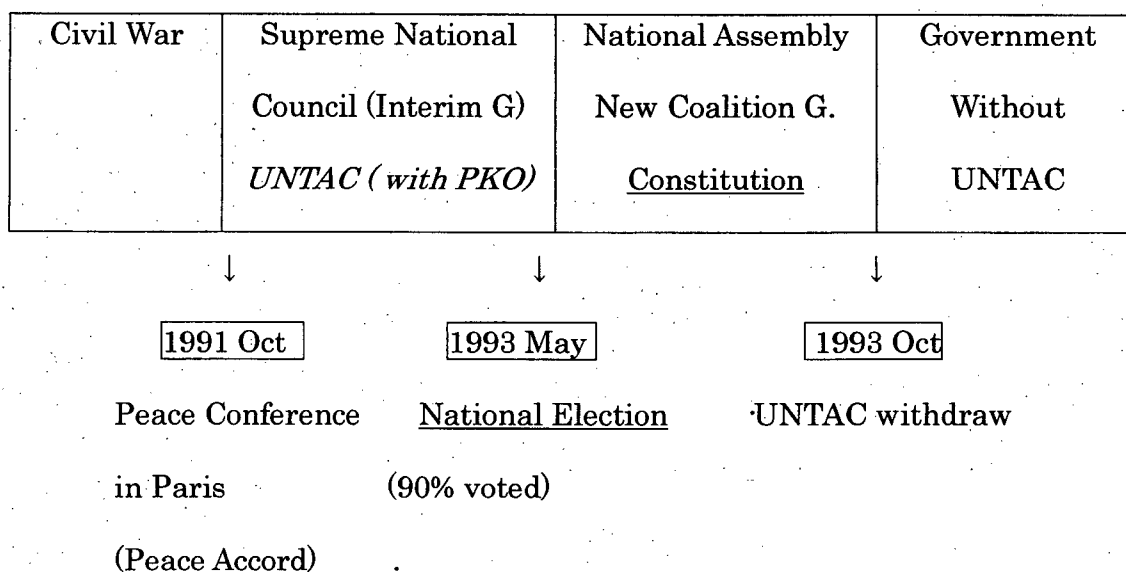 Civil War Supreme National National Assembly Government
Council (Interim G) New Coalition G. Without
UNTAC ( with PKO) Constitution UNTAC
↓ ↓ ↓
1991 Oct 1993 May 1993 Oct
Peace Conference National Election UNTAC withdraw
in Paris (90% voted)
(Peace Accord)